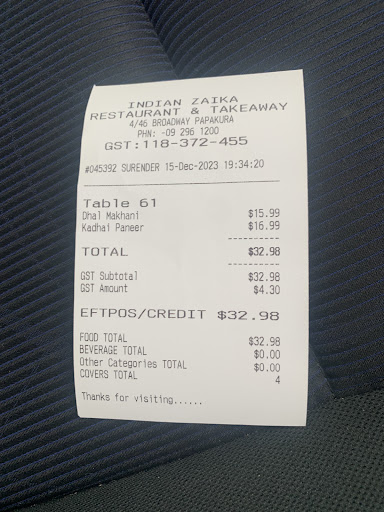 INDIAN ZAIKA
RESTAURANT & TAKEAWAY
4/46 BROADWAY PAPAKURA
PHN: -09 296 1200
GST:118-372-455
#045392 SURENDER 15-Dec-2023 19:34:20
Table 61
Dhal Makhani $15.99
Kadhai Paneer $16.99
TOTAL $32.98
GST Subtotal $32.98
GST Amount $4.30
EFTPOS/CREDIT $32.98
FOOD TOTAL $32.98
BEVERAGE TOTAL $0.00
Other Categories TOTAL $0.00
COVERS TOTAL 4
Thanks for visiting......